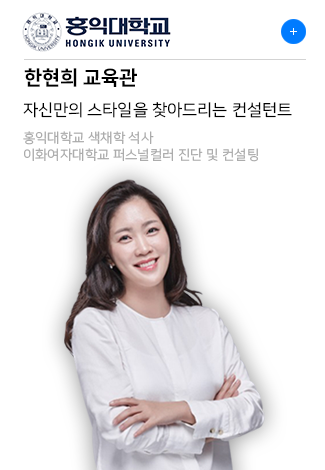 홍익대학교
HONGIK UNIVERSITY
한현희 교육관
자신만의 스타일을 찾아드리는 컨설턴트
홍익대학교 색채학 석사
이화여자대학교 퍼스널컬러 진단 및 컨설팅